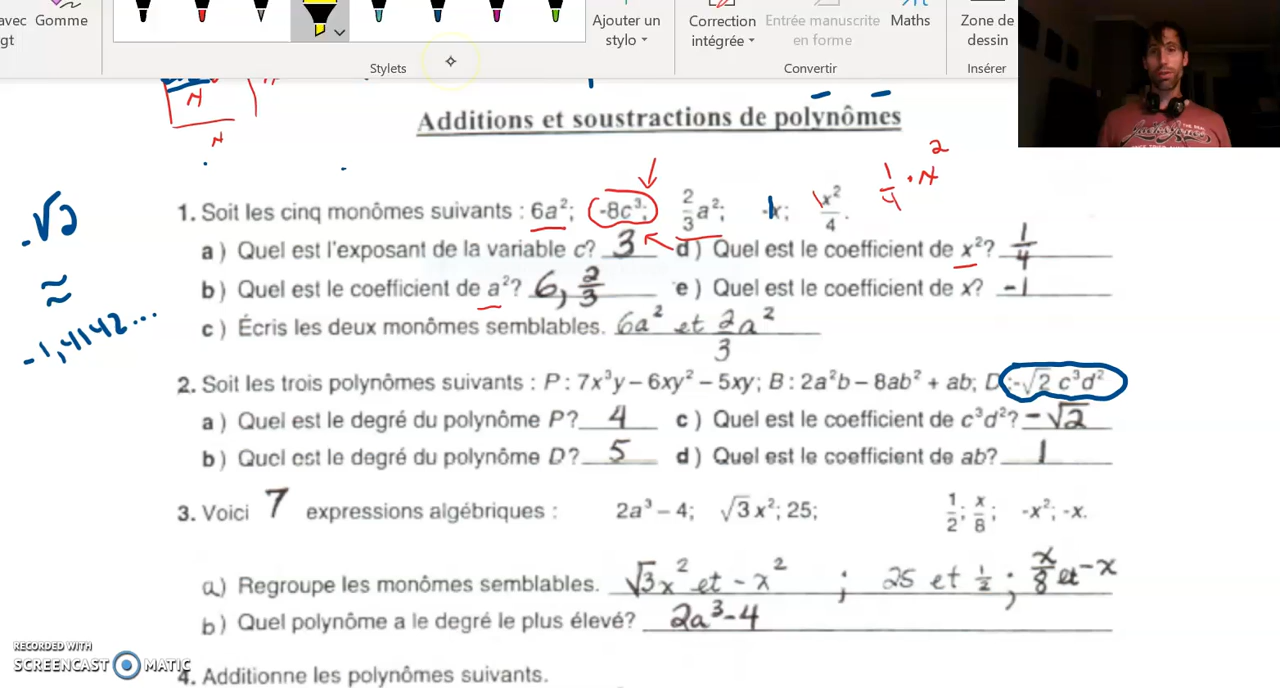 avec
gt
Gomme
Stylets
Ajouter un
stylo
Correction
intégrée
Entrée manuscrite
en forme
Maths
Convertir
Zone de
dessin
Insérer
Additions et soustractions de polynômes
√2
≈
-1,4142...
1/4 · x²
1. Soit les cinq monômes suivants : 6a²; -8c³; 2/3 a²; -x; x²/4.
a) Quel est l'exposant de la variable c? 3 d) Quel est le coefficient de x²? 1/4
b) Quel est le coefficient de a²? 6, 2/3 e) Quel est le coefficient de x? -1
c) Écris les deux monômes semblables. 6a² et 2a²/3
2. Soit les trois polynômes suivants : P : 7x³y – 6xy² – 5xy; B : 2a²b – 8ab² + ab; D : -√2 c³d²
a) Quel est le degré du polynôme P? 4 c) Quel est le coefficient de c³d²? -√2
b) Quel est le degré du polynôme D? 5 d) Quel est le coefficient de ab? 1
3. Voici 7 expressions algébriques : 2a³ – 4; √3 x²; 25; 1/2; x/8; -x²; -x.
a) Regroupe les monômes semblables. √3x² et -x² ; 25 et 1/2 ; x/8 et -x
b) Quel polynôme a le degré le plus élevé? 2a³-4
RECORDED WITH
SCREENCAST MATIC
4. Additionne les polynômes suivants.